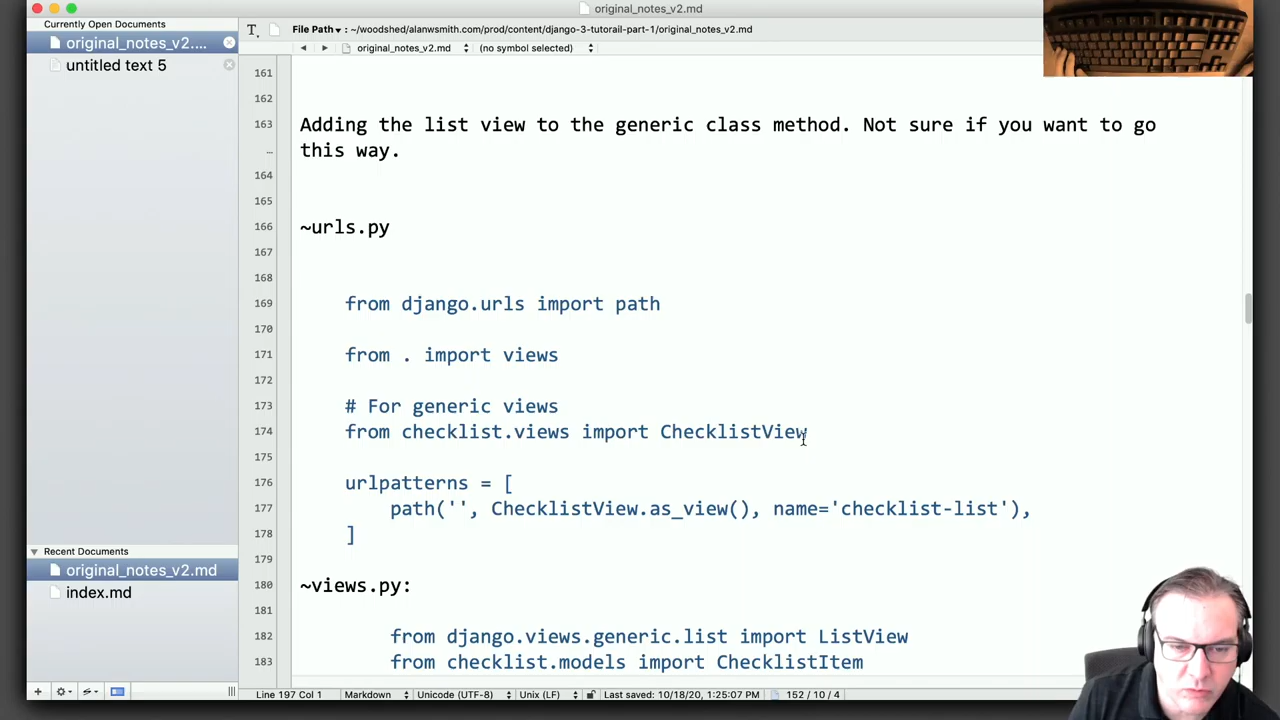 original_notes_v2.md
Currently Open Documents
original_notes_v2....
untitled text 5
File Path ▾ : ~/woodshed/alanwsmith.com/prod/content/django-3-tutorail-part-1/original_notes_v2.md
original_notes_v2.md
(no symbol selected)
161
162
163 Adding the list view to the generic class method. Not sure if you want to go
… this way.
164
165
166 ~urls.py
167
168
169 from django.urls import path
170
171 from . import views
172
173 # For generic views
174 from checklist.views import ChecklistView
175
176 urlpatterns = [
177 path('', ChecklistView.as_view(), name='checklist-list'),
178 ]
179
180 ~views.py:
181
182 from django.views.generic.list import ListView
183 from checklist.models import ChecklistItem
Recent Documents
original_notes_v2.md
index.md
Line 197 Col 1
Markdown
Unicode (UTF-8)
Unix (LF)
Last saved: 10/18/20, 1:25:07 PM
152 / 10 / 4